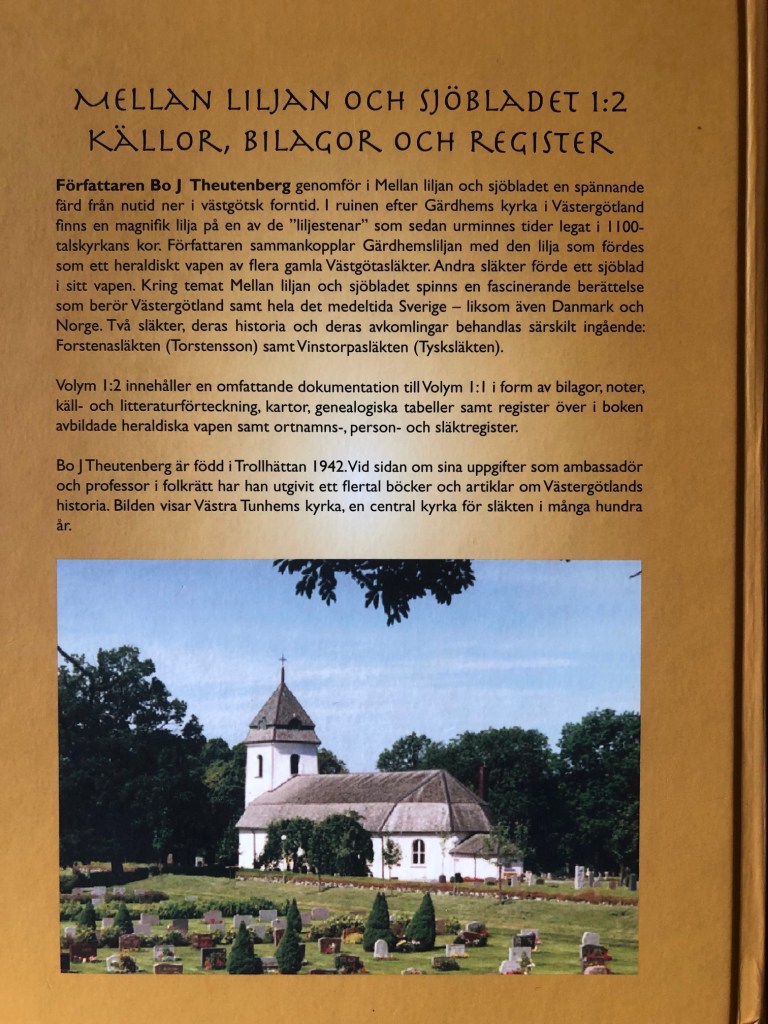 MELLAN LILJAN OCH SJÖBLADET 1:2
KÄLLOR, BILAGOR OCH REGISTER
Författaren Bo J Theutenberg genomför i Mellan liljan och sjöbladet en spännande
färd från nutid ner i västgötsk forntid. I ruinen efter Gärdhems kyrka i Västergötland
finns en magnifik lilja på en av de ”liljestenar” som sedan urminnes tider legat i 1100-
talskyrkans kor. Författaren sammankopplar Gärdhemsliljan med den lilja som fördes
som ett heraldiskt vapen av flera gamla Västgötasläkter. Andra släkter förde ett sjöblad
i sitt vapen. Kring temat Mellan liljan och sjöbladet spinns en fascinerande berättelse
som berör Västergötland samt hela det medeltida Sverige – liksom även Danmark och
Norge. Två släkter, deras historia och deras avkomlingar behandlas särskilt ingående:
Forstenasläkten (Torstensson) samt Vinstorpasläkten (Tysksläkten).
Volym 1:2 innehåller en omfattande dokumentation till Volym 1:1 i form av bilagor, noter,
käll- och litteraturförteckning, kartor, genealogiska tabeller samt register över i boken
avbildade heraldiska vapen samt ortnamns-, person- och släktregister.
Bo J Theutenberg är född i Trollhättan 1942. Vid sidan om sina uppgifter som ambassadör
och professor i folkrätt har han utgivit ett flertal böcker och artiklar om Västergötlands
historia. Bilden visar Västra Tunhems kyrka, en central kyrka för släkten i många hundra
år.